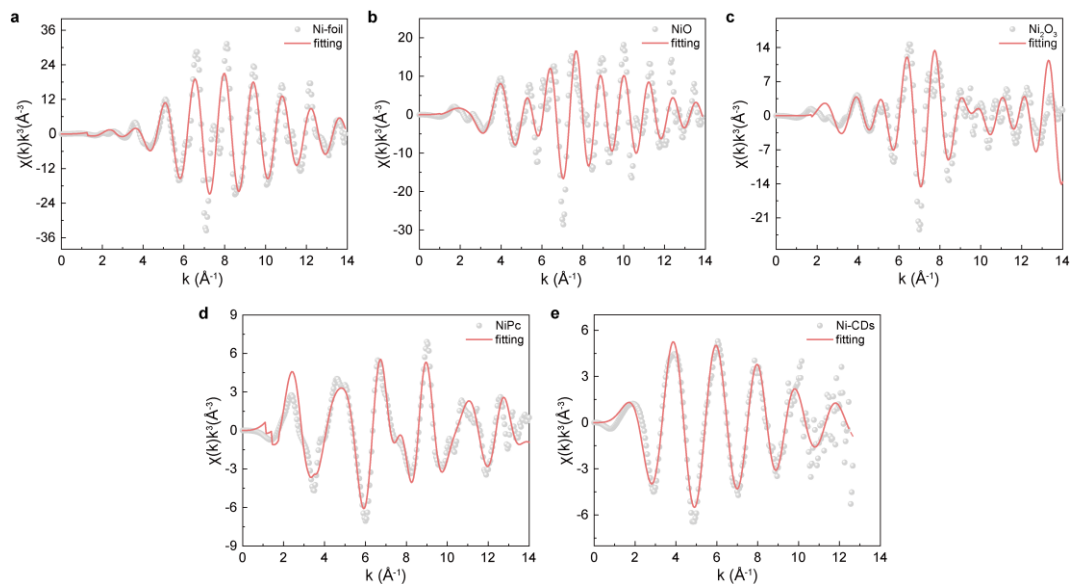 a
Ni-foil
fitting
36
24
12
0
-12
-24
-36
χ(k)k³(Å⁻³)
0 2 4 6 8 10 12 14
k (Å⁻¹)
b
NiO
fitting
20
10
0
-10
-20
-30
χ(k)k³(Å⁻³)
0 2 4 6 8 10 12 14
k (Å⁻¹)
c
Ni₂O₃
fitting
14
7
0
-7
-14
-21
χ(k)k³(Å⁻³)
0 2 4 6 8 10 12 14
k (Å⁻¹)
d
NiPc
fitting
9
6
3
0
-3
-6
-9
χ(k)k³(Å⁻³)
0 2 4 6 8 10 12 14
k (Å⁻¹)
e
Ni-CDs
fitting
6
3
0
-3
-6
χ(k)k³(Å⁻³)
0 2 4 6 8 10 12 14
k (Å⁻¹)